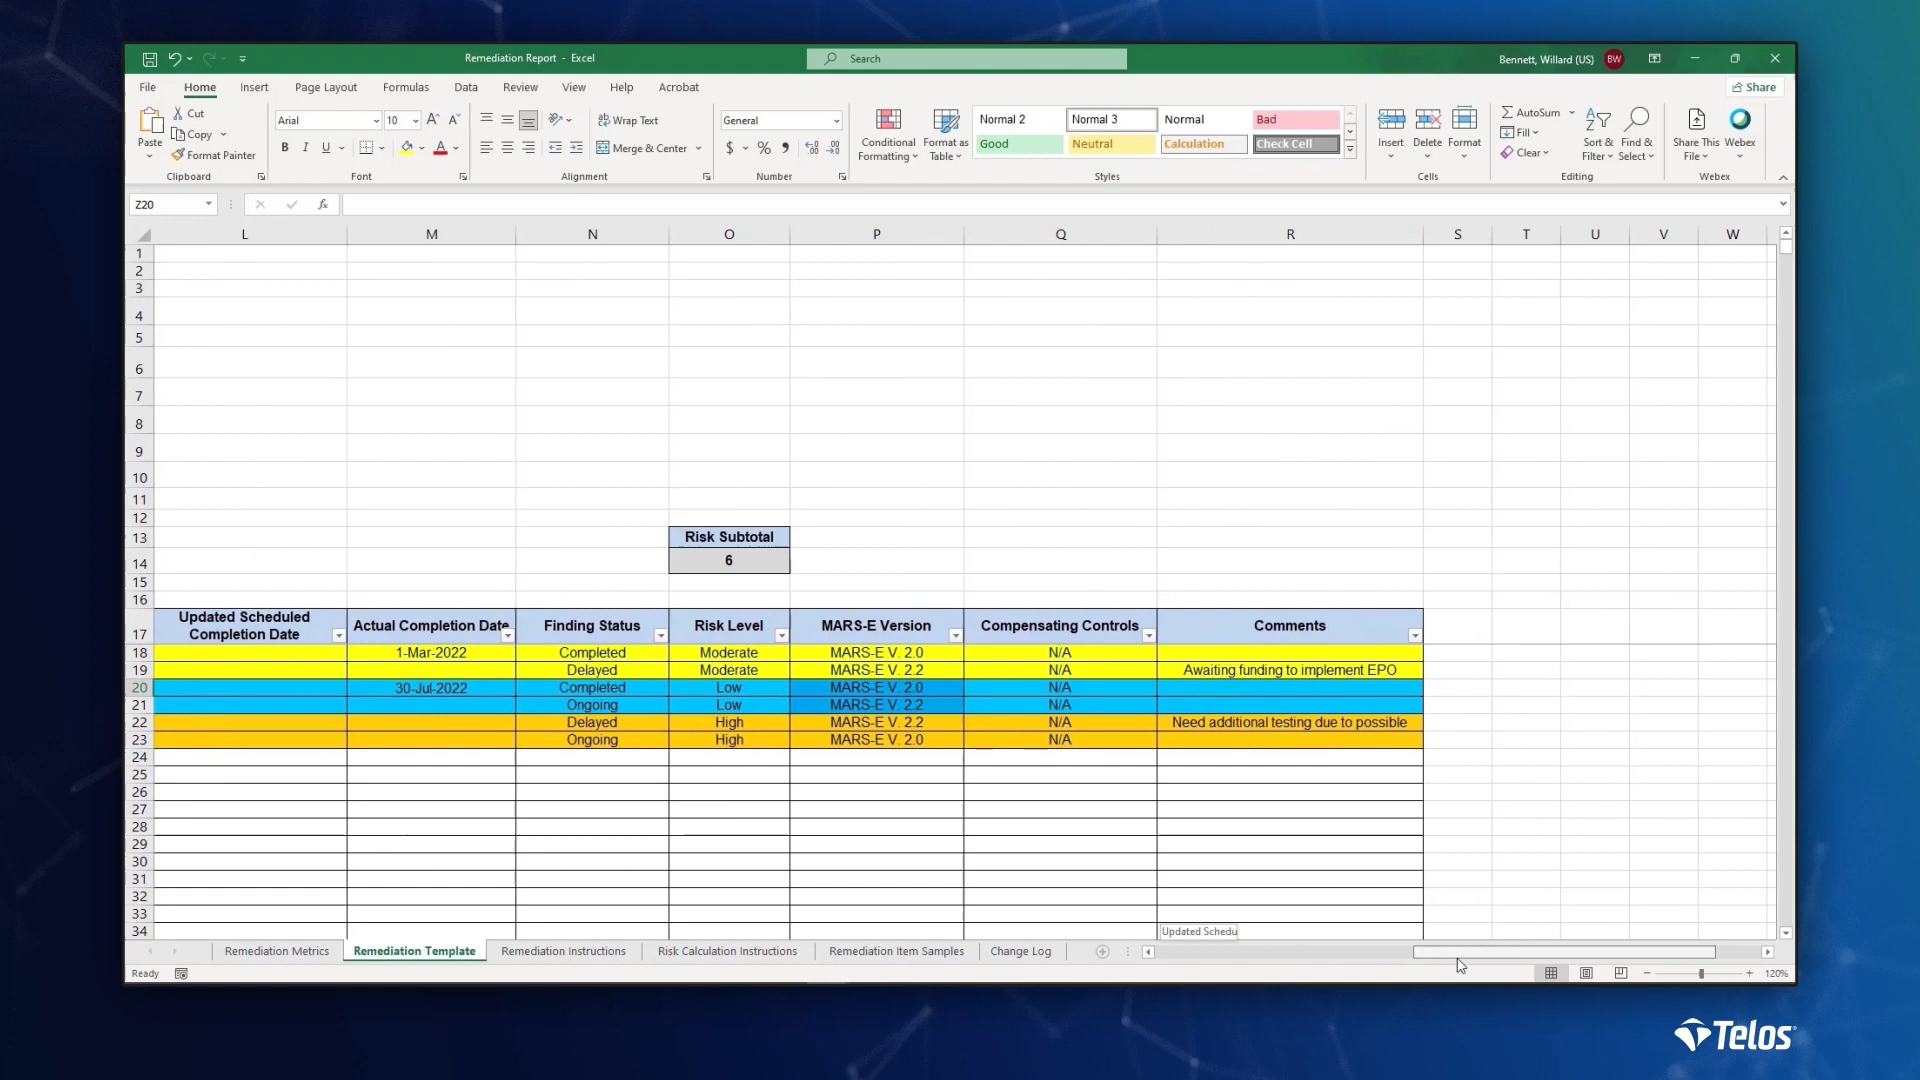 Remediation Report - Excel
Search
Bennett, Willard (US) BW
File Home Insert Page Layout Formulas Data Review View Help Acrobat Share
Paste Cut Copy Format Painter
Arial 10 A A B I U A
Wrap Text
Merge & Center
General
$ % ,
Conditional Formatting Format as Table
Normal 2 Normal 3 Normal Bad
Good Neutral Calculation Check Cell
Insert Delete Format
AutoSum Fill Clear
Sort & Filter Find & Select
Share This File Webex
Clipboard Font Alignment Number Styles Cells Editing Webex
Z20 fx
L M N O P Q R S T U V W
1
2
3
4
5
6
7
8
9
10
11
12
13 Risk Subtotal
14 6
15
16
17 Updated Scheduled Completion Date Actual Completion Date Finding Status Risk Level MARS-E Version Compensating Controls Comments
18 1-Mar-2022 Completed Moderate MARS-E V. 2.0 N/A
19 Delayed Moderate MARS-E V. 2.2 N/A Awaiting funding to implement EPO
20 30-Jul-2022 Completed Low MARS-E V. 2.0 N/A
21 Ongoing Low MARS-E V. 2.2 N/A
22 Delayed High MARS-E V. 2.2 N/A Need additional testing due to possible
23 Ongoing High MARS-E V. 2.0 N/A
24
25
26
27
28
29
30
31
32
33
34
Updated Schedu
Remediation Metrics Remediation Template Remediation Instructions Risk Calculation Instructions Remediation Item Samples Change Log
Ready 120%
Telos